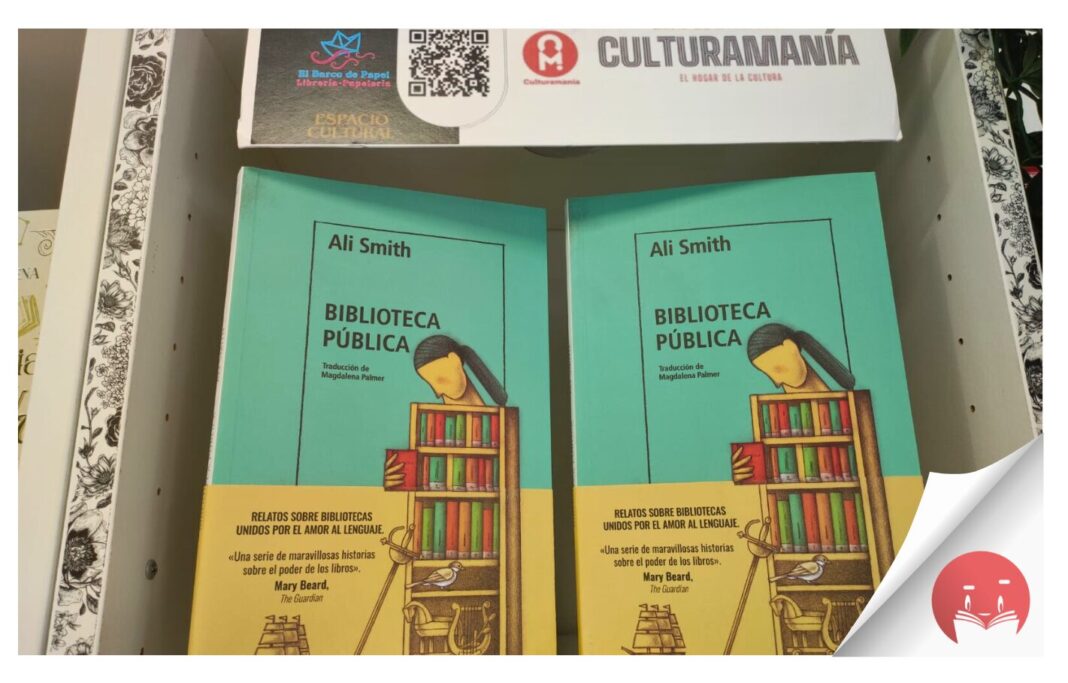 El Barco de Papel
Librería-Papelería
ESPACIO
CULTURAL
Culturamanía
CULTURAMANÍA
EL HOGAR DE LA CULTURA
Ali Smith
BIBLIOTECA
PÚBLICA
Traducción de
Magdalena Palmer
RELATOS SOBRE BIBLIOTECAS
UNIDOS POR EL AMOR AL LENGUAJE.
«Una serie de maravillosas historias
sobre el poder de los libros».
Mary Beard,
The Guardian
Ali Smith
BIBLIOTECA
PÚBLICA
Traducción de
Magdalena Palmer
RELATOS SOBRE BIBLIOTECAS
UNIDOS POR EL AMOR AL LENGUAJE.
«Una serie de maravillosas historias
sobre el poder de los libros».
Mary Beard,
The Guardian